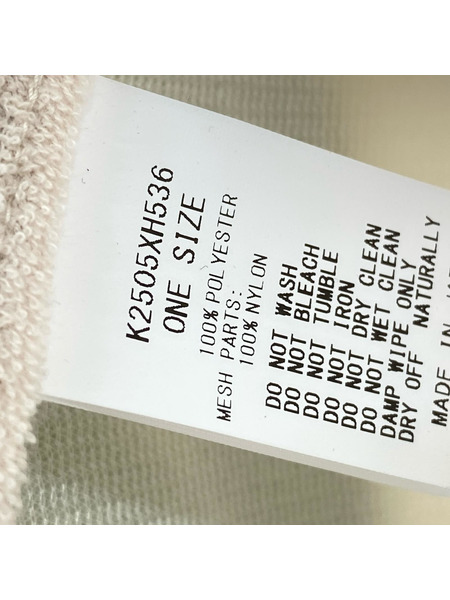 K2505XH536
ONE SIZE
100% POLYESTER
MESH PARTS:
100% NYLON
DO NOT WASH
DO NOT BLEACH
DO NOT TUMBLE
DO NOT IRON
DO NOT DRY CLEAN
DO NOT WET CLEAN
DAMP WIPE ONLY
DRY OFF NATURALLY
MADE IN